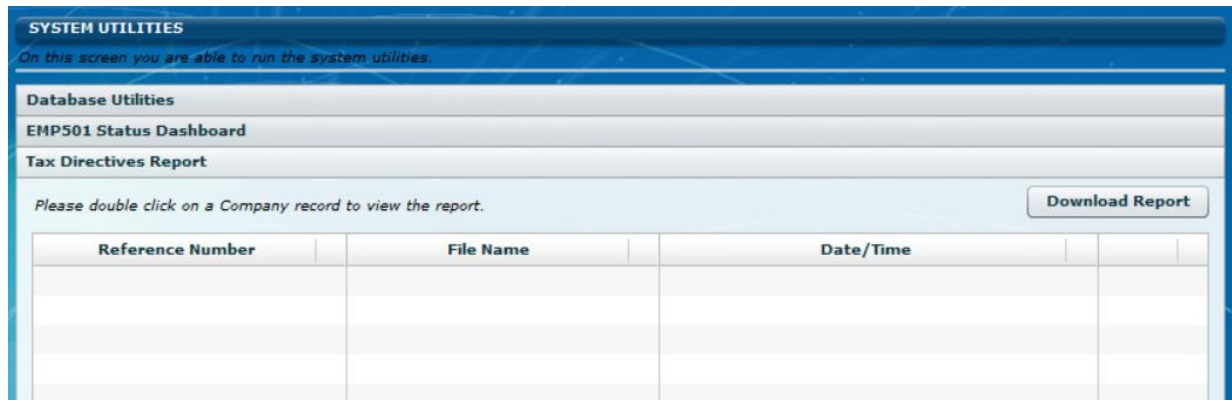 SYSTEM UTILITIES
On this screen you are able to run the system utilities.
Database Utilities
EMP501 Status Dashboard
Tax Directives Report
Please double click on a Company record to view the report.
Download Report
Reference Number File Name Date/Time